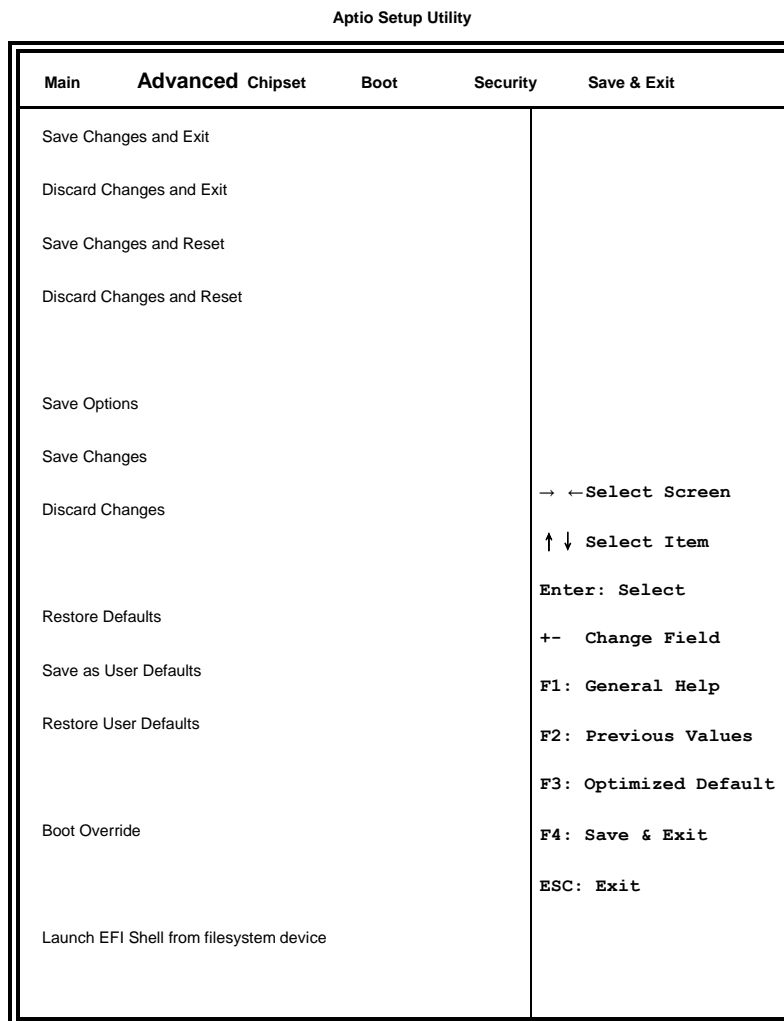 Aptio Setup Utility
Main Advanced Chipset Boot Security Save & Exit
Save Changes and Exit
Discard Changes and Exit
Save Changes and Reset
Discard Changes and Reset
Save Options
Save Changes
Discard Changes
Restore Defaults
Save as User Defaults
Restore User Defaults
Boot Override
Launch EFI Shell from filesystem device
→ ←Select Screen
↑↓ Select Item
Enter: Select
+- Change Field
F1: General Help
F2: Previous Values
F3: Optimized Default
F4: Save & Exit
ESC: Exit